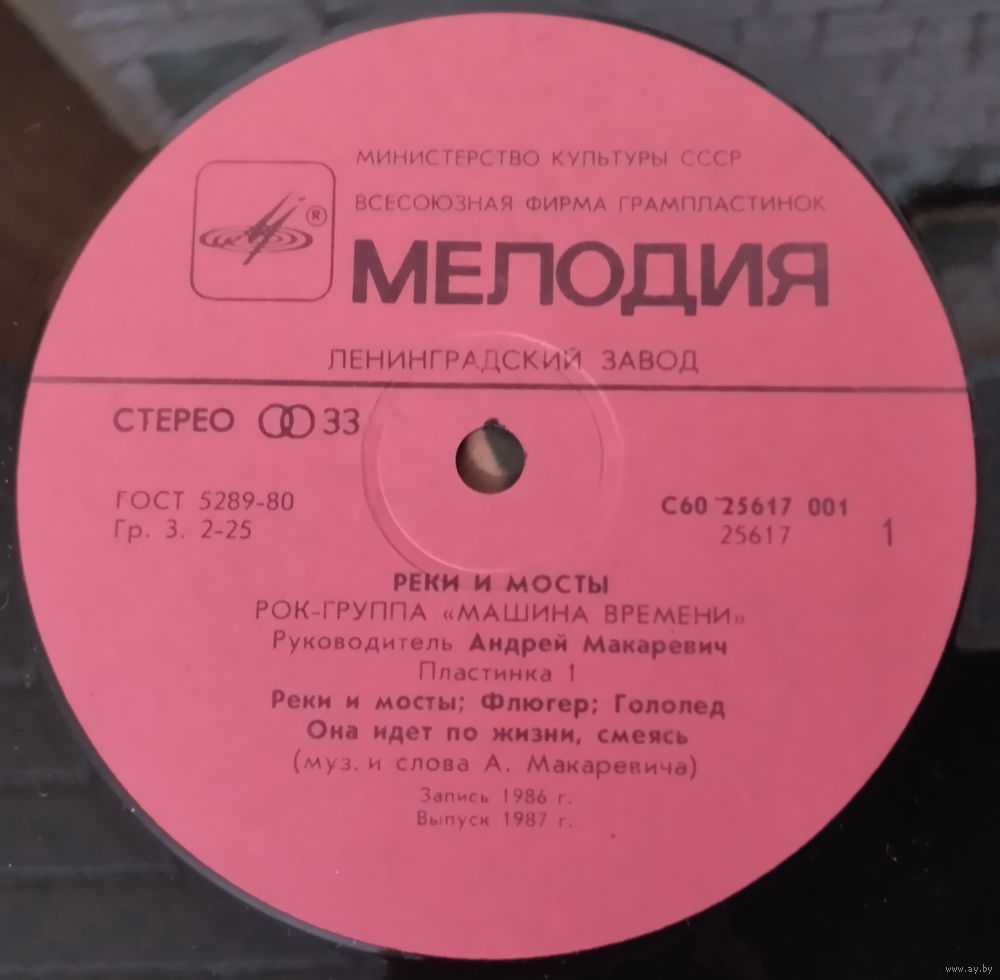 МИНИСТЕРСТВО КУЛЬТУРЫ СССР
ВСЕСОЮЗНАЯ ФИРМА ГРАМПЛАСТИНОК
®
МЕЛОДИЯ
ЛЕНИНГРАДСКИЙ ЗАВОД
СТЕРЕО 33
ГОСТ 5289-80
Гр. 3. 2-25
С60 25617 001
25617
1
РЕКИ И МОСТЫ
РОК-ГРУППА «МАШИНА ВРЕМЕНИ»
Руководитель Андрей Макаревич
Пластинка 1
Реки и мосты; Флюгер; Гололед
Она идет по жизни, смеясь
(муз. и слова А. Макаревича)
Запись 1986 г.
Выпуск 1987 г.
www.ay.by